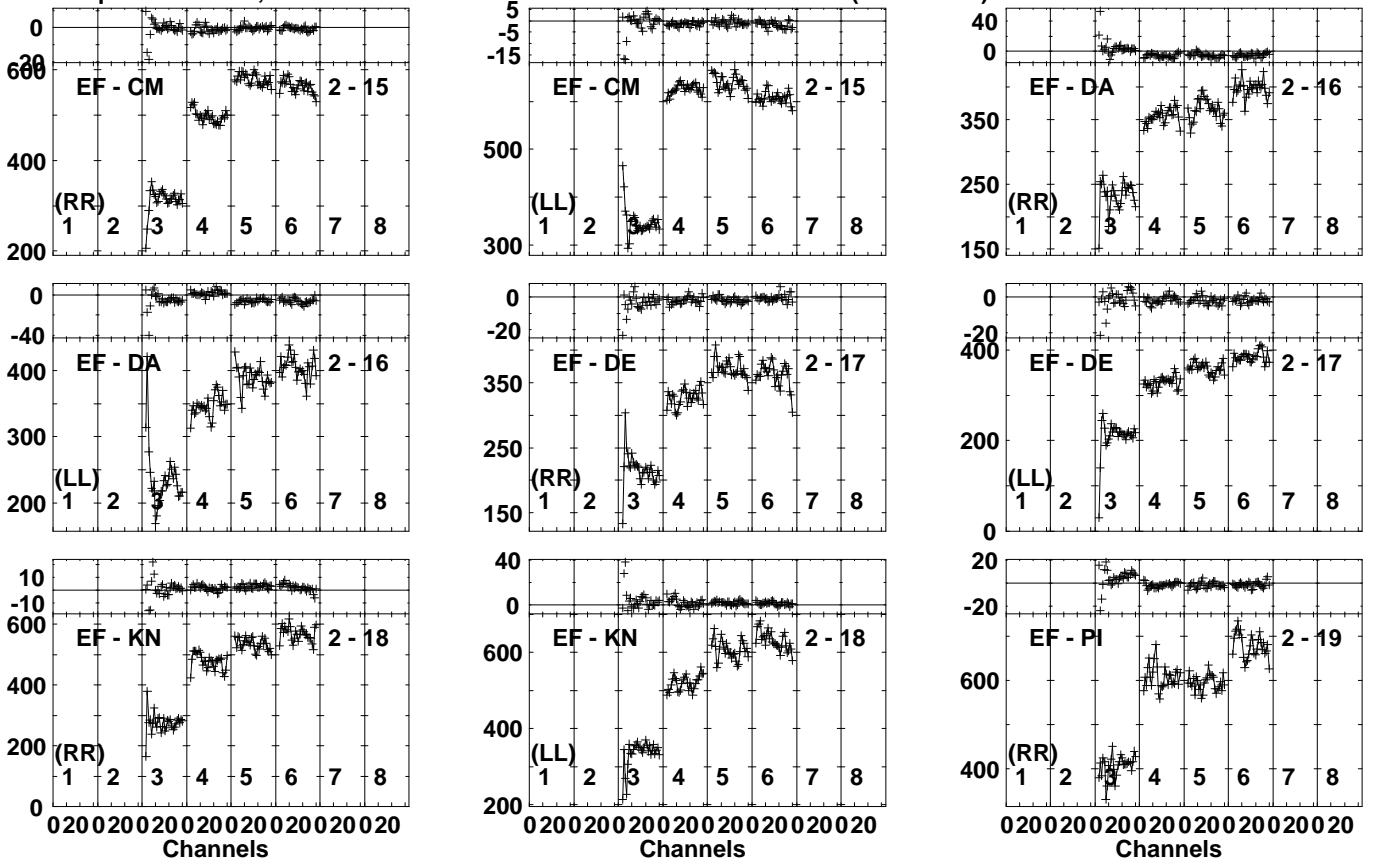 0 5 40
20 -5 0
-15
600 EF - CM 2 - 15 EF - CM 2 - 15 EF - DA 2 - 16
500 350
400 250
(RR) (LL) (RR)
1 2 3 4 5 6 7 8 1 2 3 4 5 6 7 8 1 2 3 4 5 6 7 8
200 300 150
0 0 0
-40 -20 -20
EF - DA 2 - 16 EF - DE 2 - 17 EF - DE 2 - 17
400 350 400
300 250 200
(LL) (RR) (LL)
200 1 2 3 4 5 6 7 8 150 1 2 3 4 5 6 7 8 1 2 3 4 5 6 7 8
0
10 40 20
-10 0 -20
600 EF - KN 2 - 18 EF - KN 2 - 18 EF - PI 2 - 19
600 600
400 400 400
200
(RR) (LL) (RR)
1 2 3 4 5 6 7 8 1 2 3 4 5 6 7 8 1 2 3 4 5 6 7 8
0 200
0 20 0 20 0 20 0 20 0 20 0 20 0 20 0 20 0 20 0 20 0 20 0 20 0 20 0 20 0 20 0 20 0 20 0 20 0 20 0 20 0 20 0 20 0 20 0 20
Channels Channels Channels